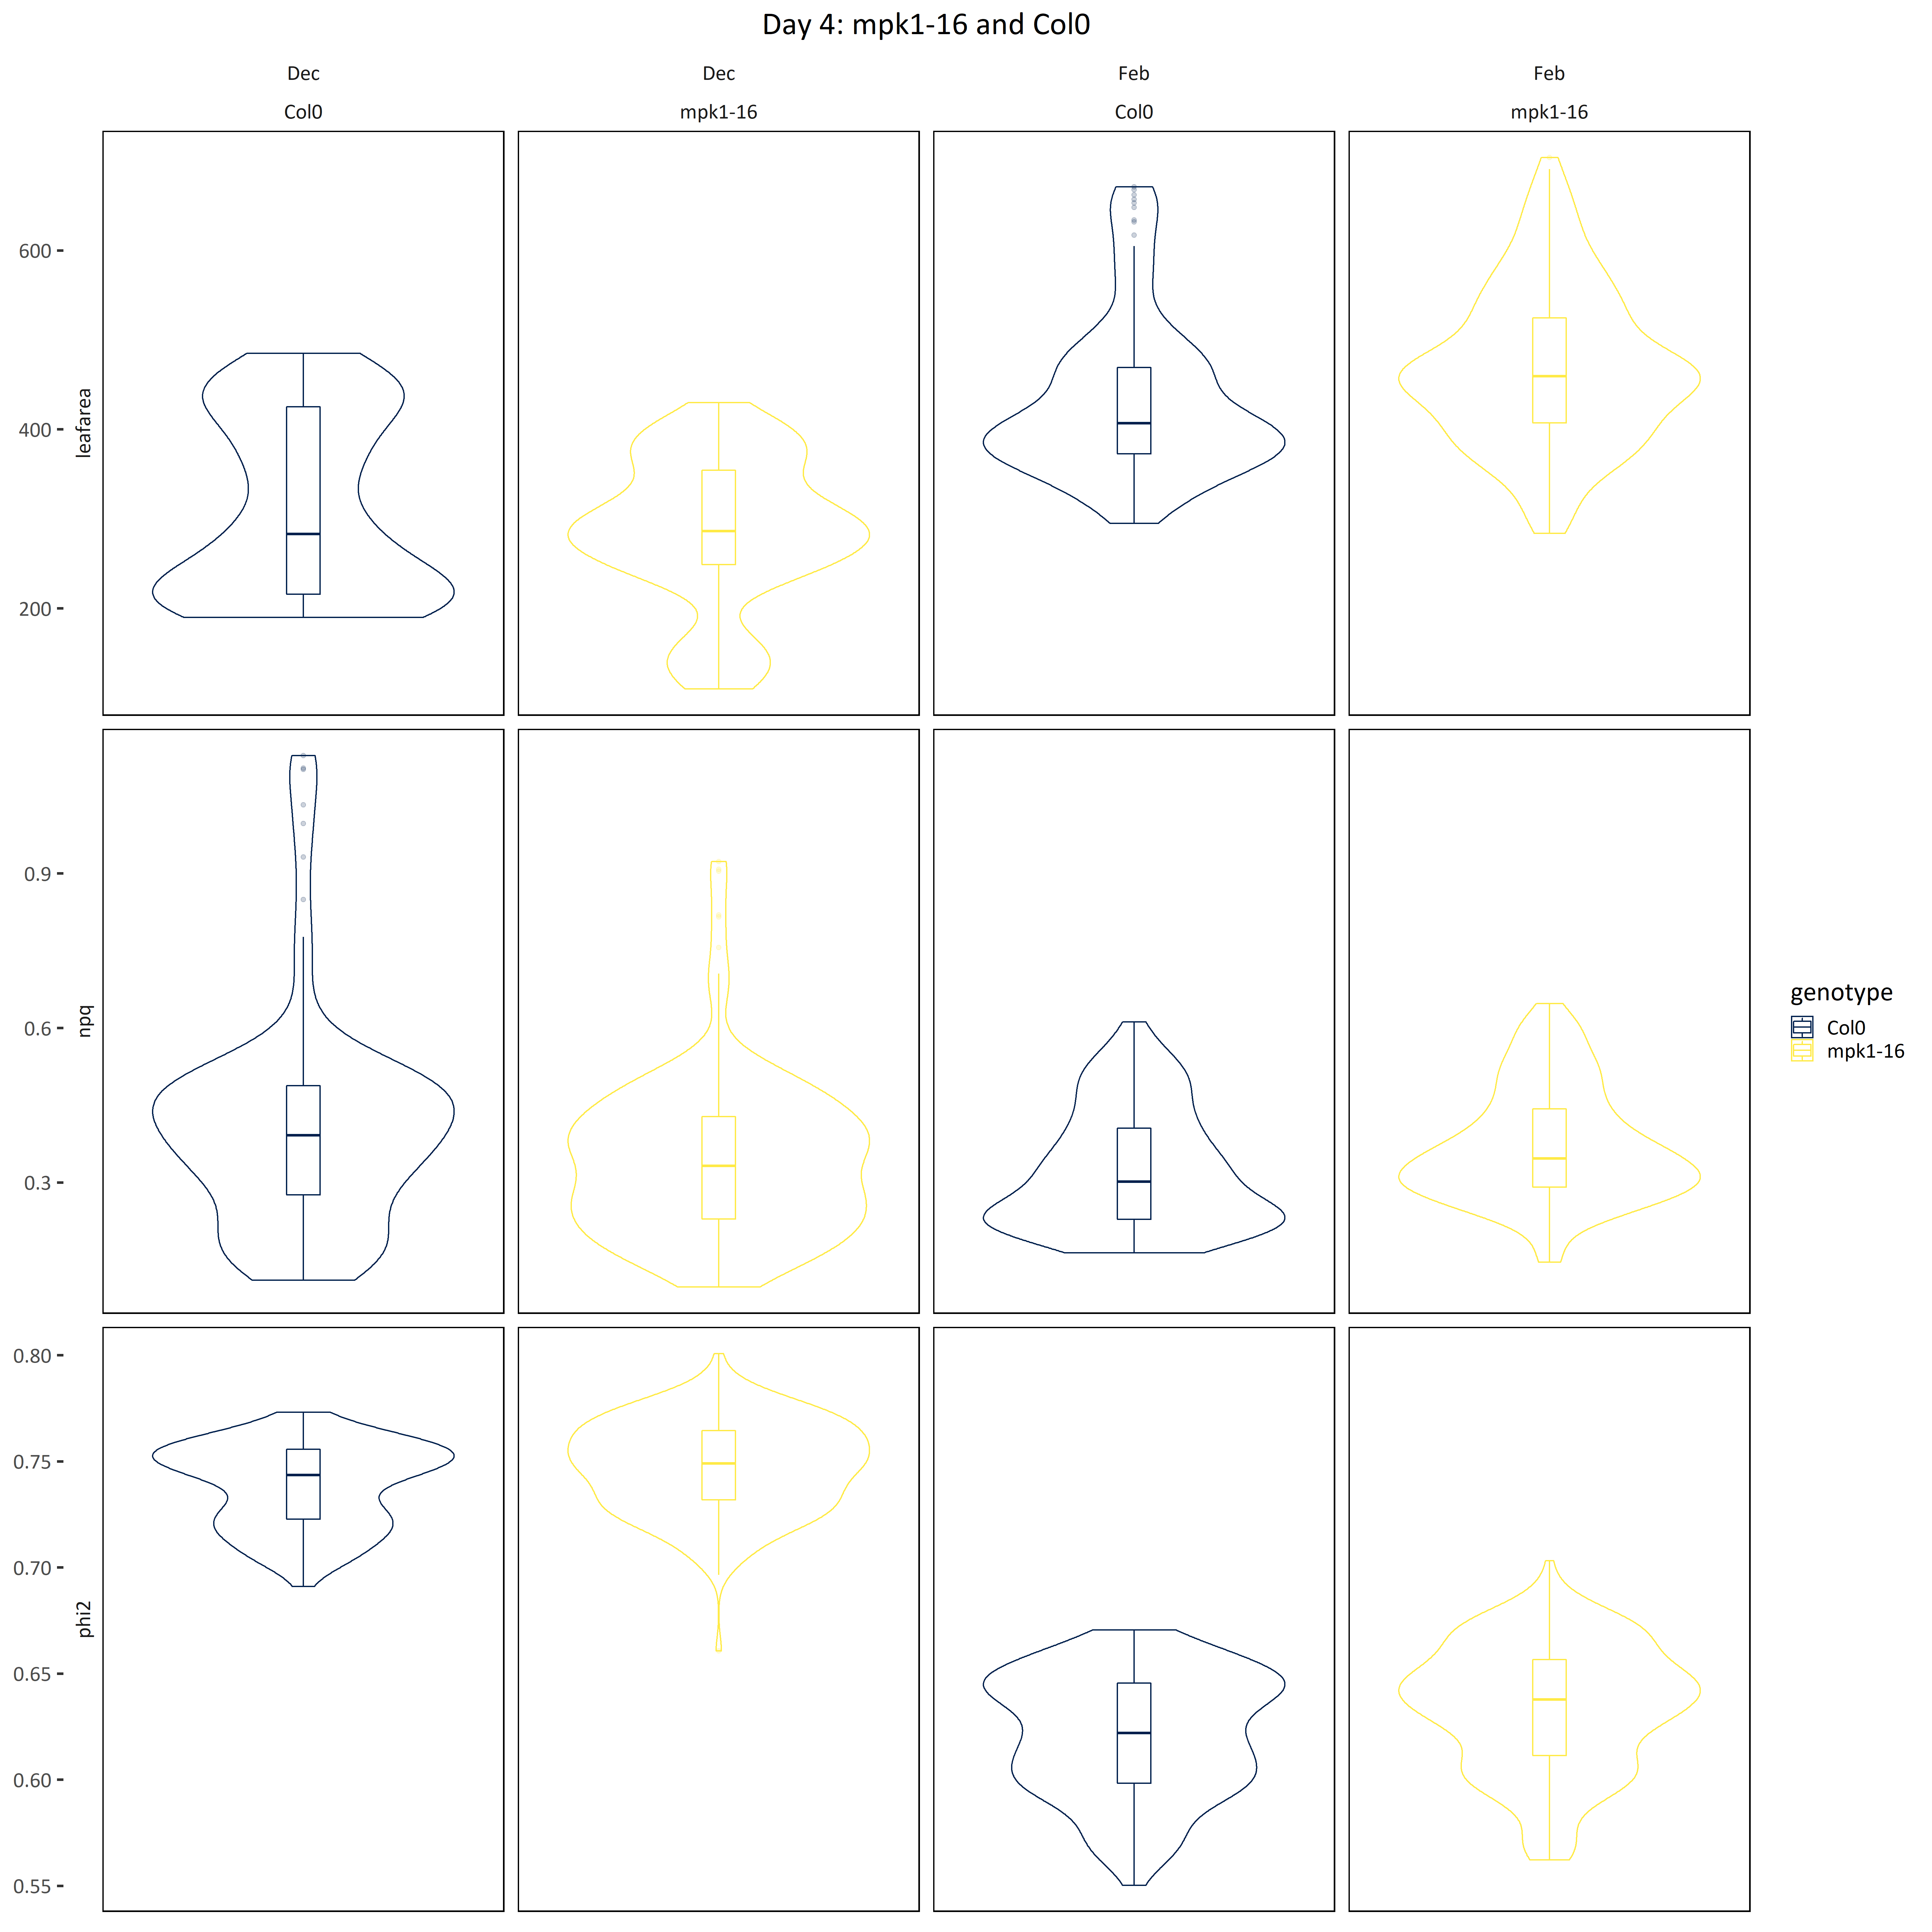 Day 4: mpk1-16 and Col0
Dec Dec Feb Feb
Col0 mpk1-16 Col0 mpk1-16
leafarea
600
400
200
npq
0.9
0.6
0.3
phi2
0.80
0.75
0.70
0.65
0.60
0.55
genotype
Col0
mpk1-16